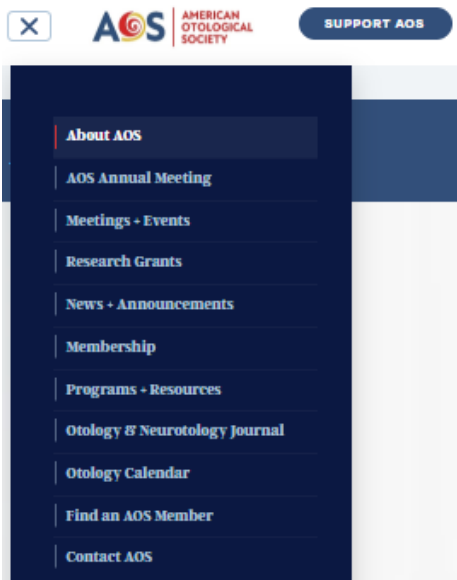 AOS AMERICAN
OTOLOGICAL
SOCIETY
SUPPORT AOS
About AOS
AOS Annual Meeting
Meetings + Events
Research Grants
News + Announcements
Membership
Programs + Resources
Otology & Neurotology Journal
Otology Calendar
Find an AOS Member
Contact AOS